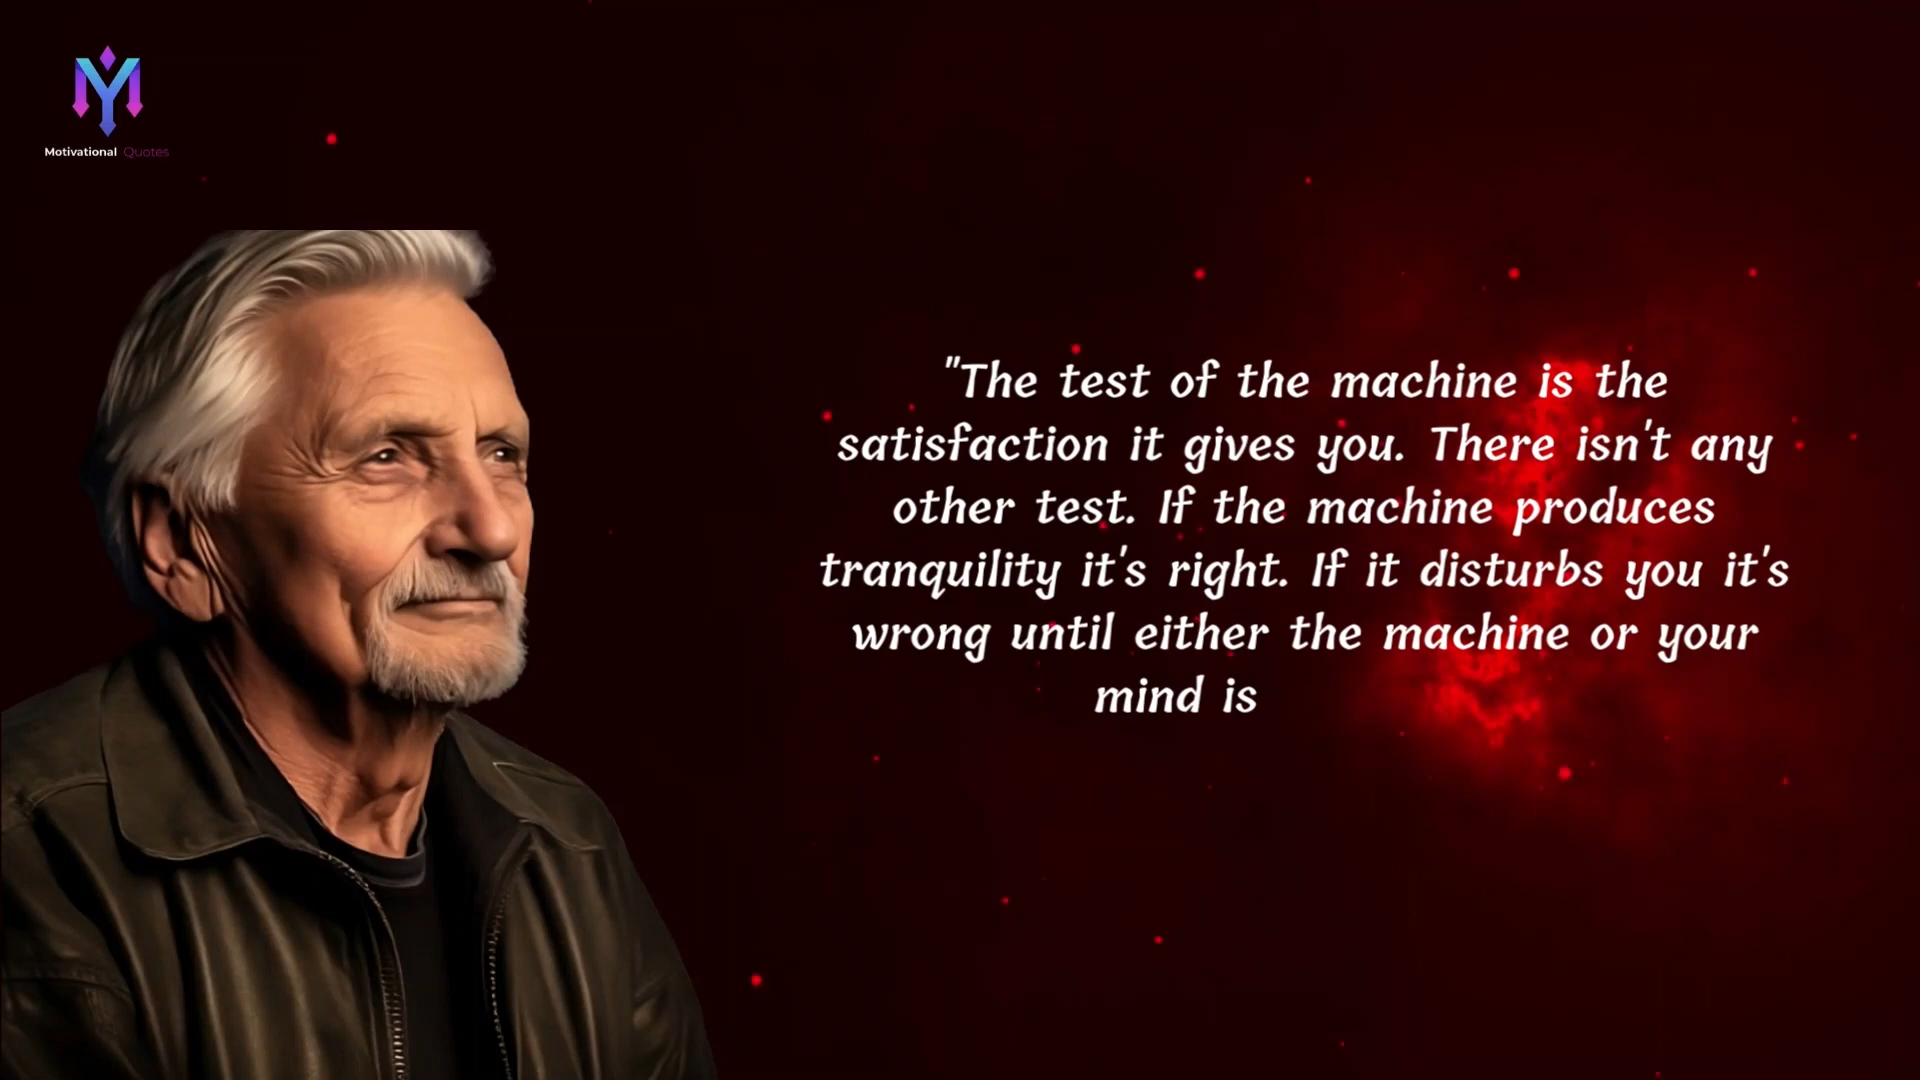 Motivational Quotes
"The test of the machine is the
satisfaction it gives you. There isn't any
other test. If the machine produces
tranquility it's right. If it disturbs you it's
wrong until either the machine or your
mind is